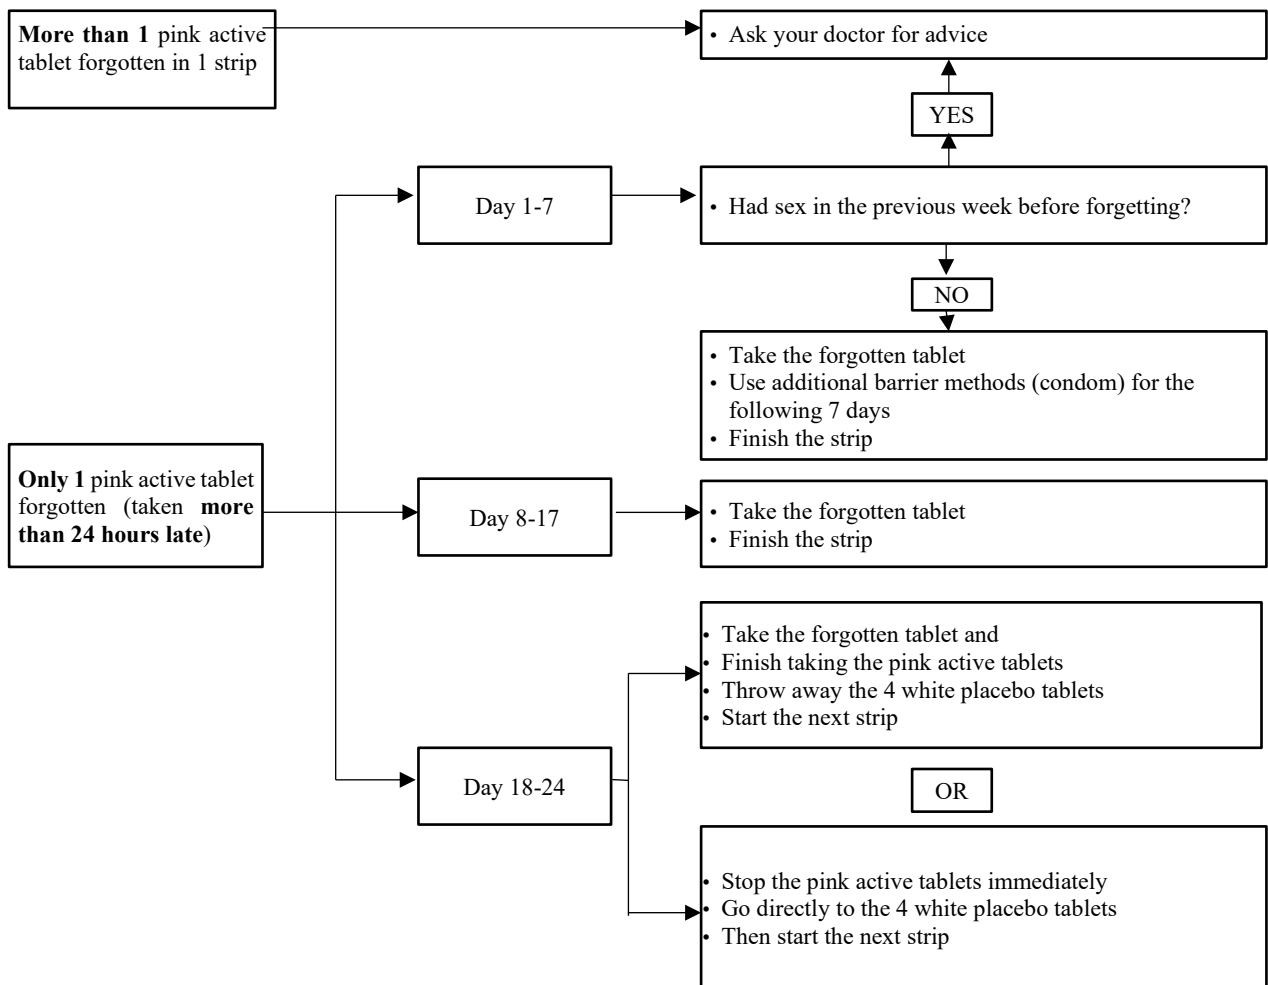 More than 1 pink active
tablet forgotten in 1 strip
• Ask your doctor for advice
YES
Day 1-7
• Had sex in the previous week before forgetting?
NO
• Take the forgotten tablet
• Use additional barrier methods (condom) for the
following 7 days
• Finish the strip
Only 1 pink active tablet
forgotten (taken more
than 24 hours late)
Day 8-17
• Take the forgotten tablet
• Finish the strip
Day 18-24
• Take the forgotten tablet and
• Finish taking the pink active tablets
• Throw away the 4 white placebo tablets
• Start the next strip
OR
• Stop the pink active tablets immediately
• Go directly to the 4 white placebo tablets
• Then start the next strip